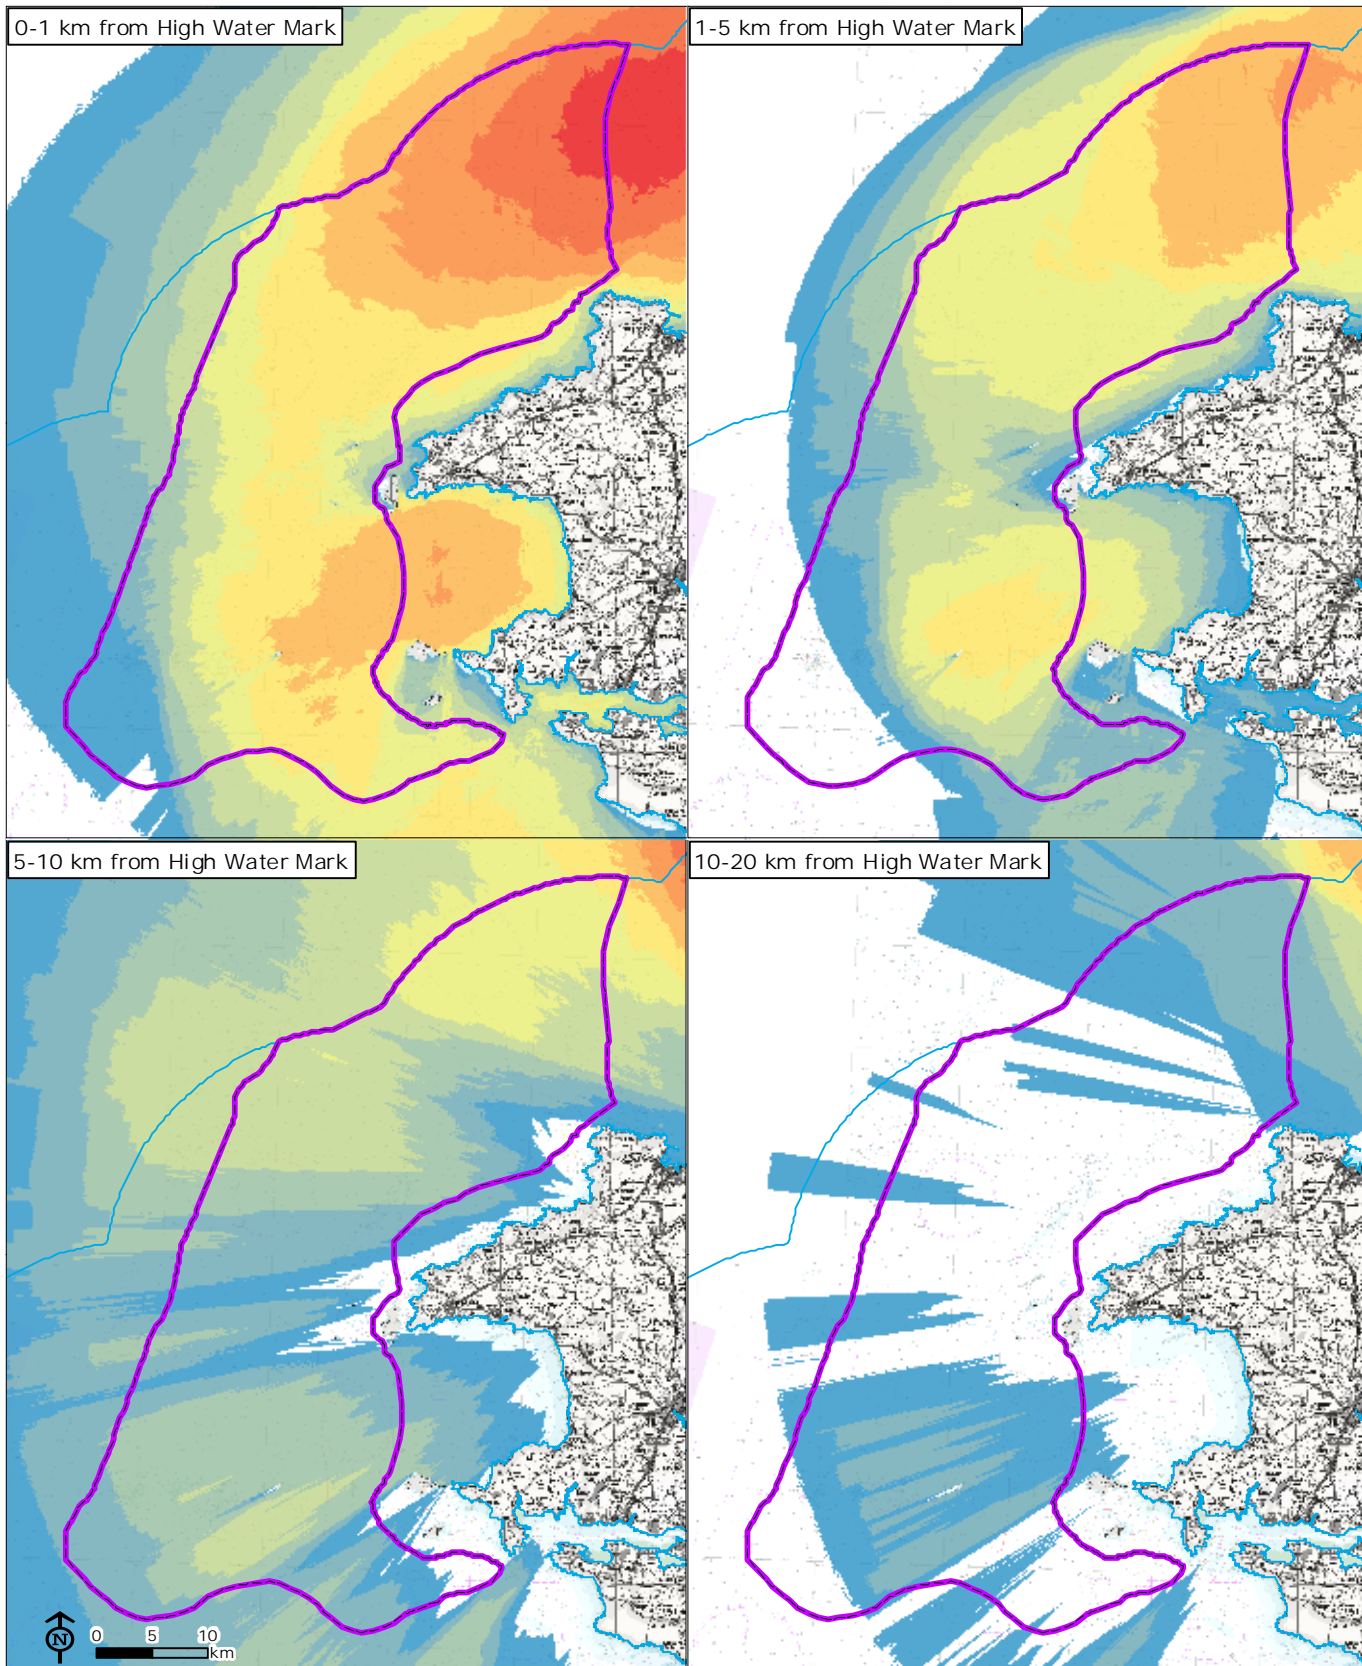 0-1 km from High Water Mark
1-5 km from High Water Mark
5-10 km from High Water Mark
10-20 km from High Water Mark
N
0 5 10
km